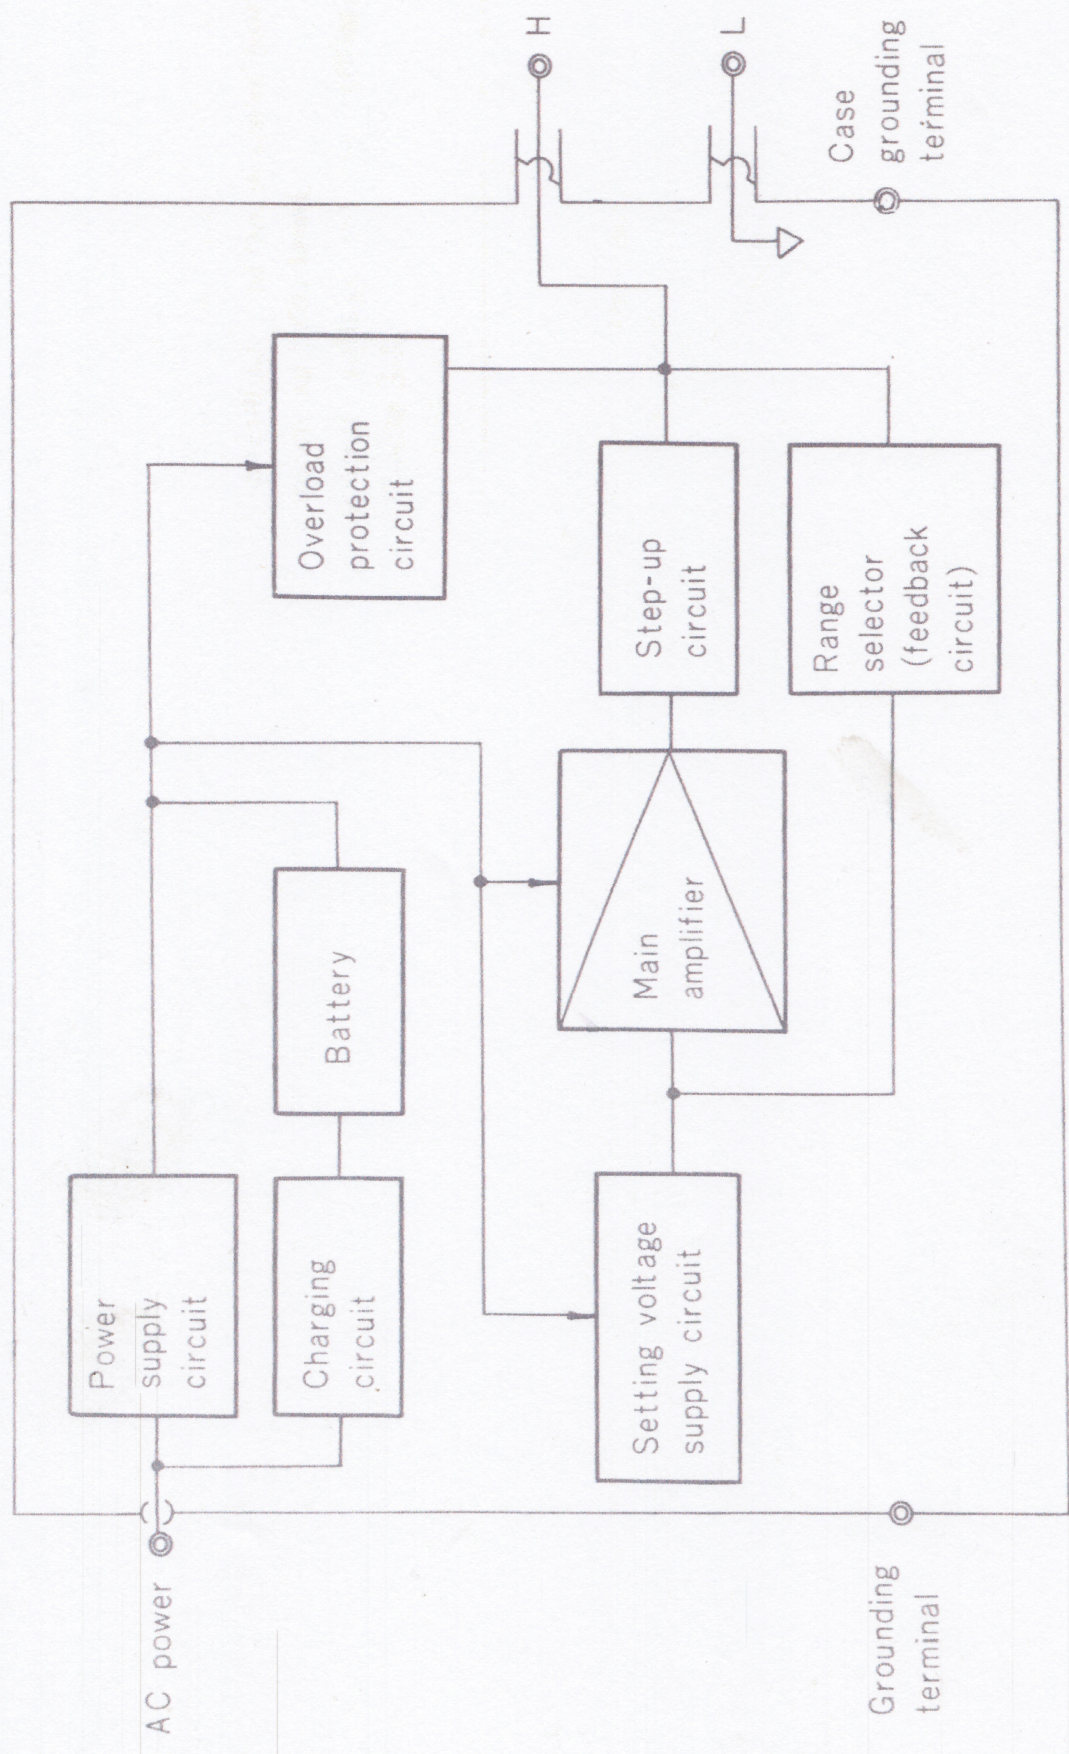 AC power
Power
supply
circuit
Charging
circuit
Battery
Overload
protection
circuit
H
L
Setting voltage
supply circuit
Main
amplifier
Step-up
circuit
Range
selector
(feedback
circuit)
Case
grounding
terminal
Grounding
terminal